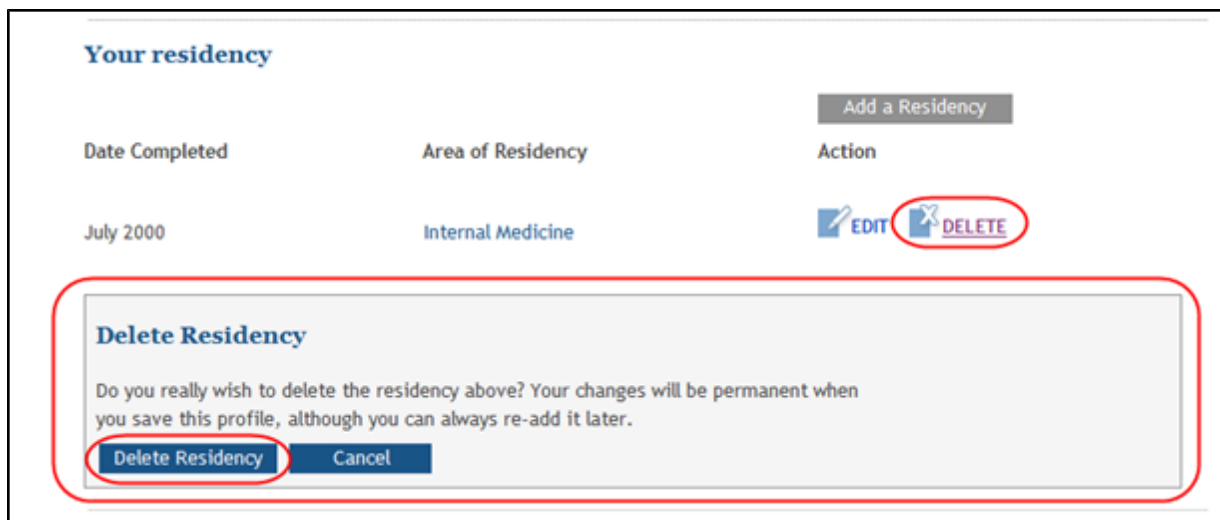 Your residency
Add a Residency
Date Completed Area of Residency Action
July 2000 Internal Medicine EDIT DELETE
Delete Residency
Do you really wish to delete the residency above? Your changes will be permanent when
you save this profile, although you can always re-add it later.
Delete Residency Cancel